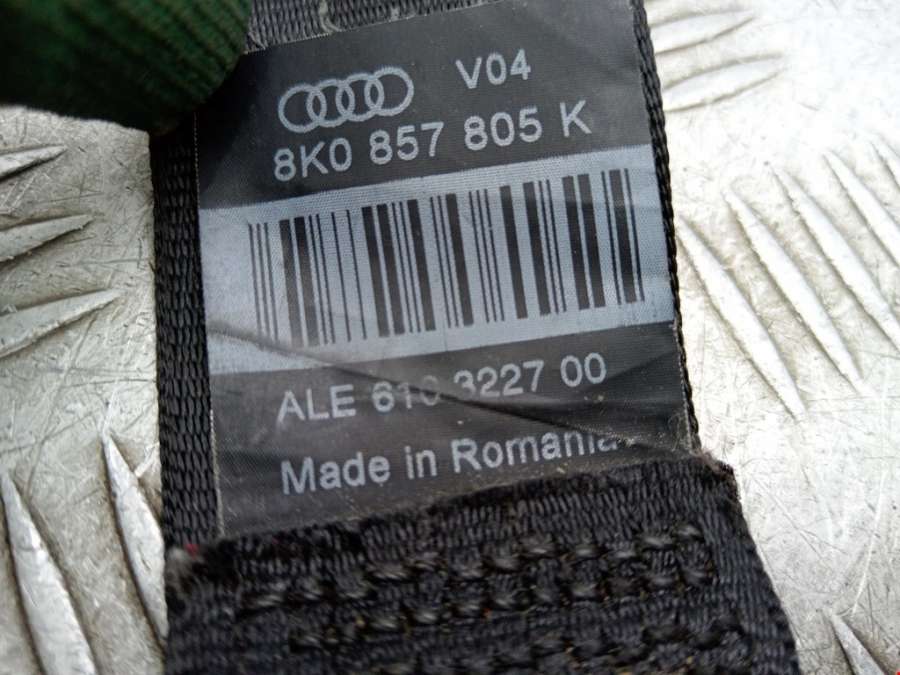 V04
8K0 857 805 K
ALE 610 3227 00
Made in Romania